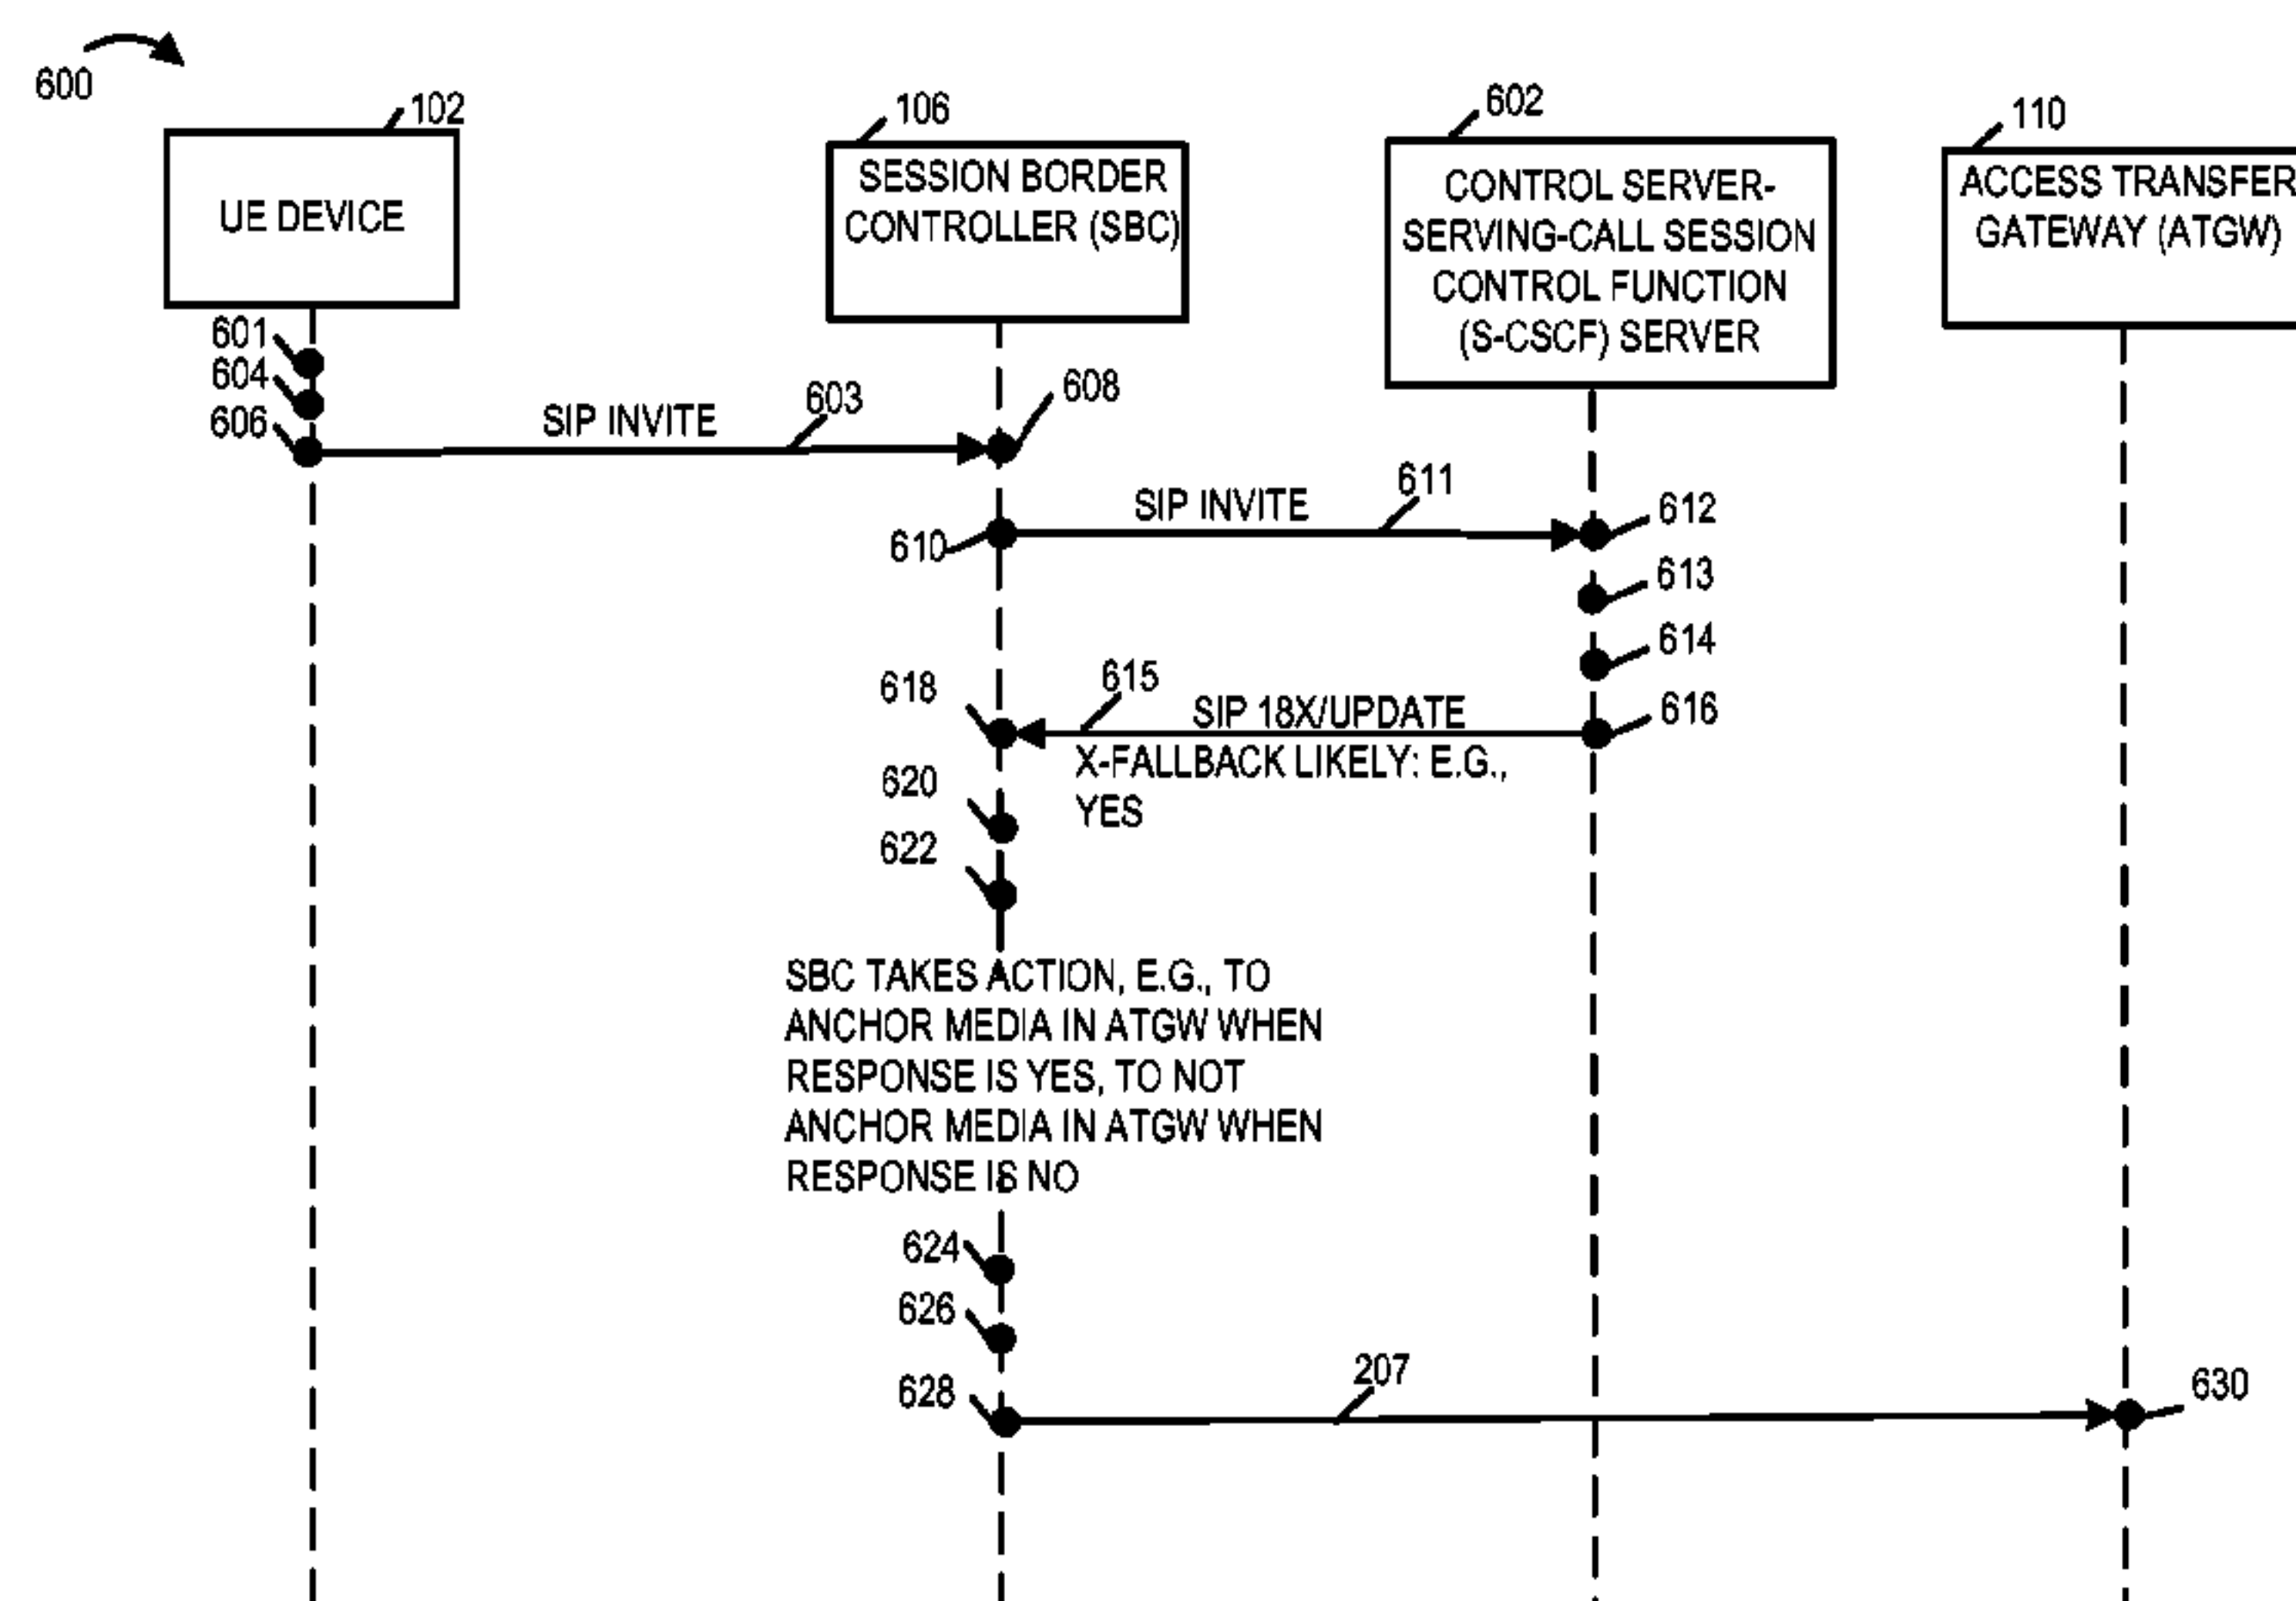 600
102
UE DEVICE
106
SESSION BORDER
CONTROLLER (SBC)
602
CONTROL SERVER-
SERVING-CALL SESSION
CONTROL FUNCTION
(S-CSCF) SERVER
110
ACCESS TRANSFER
GATEWAY (ATGW)
601
604
606
SIP INVITE
603
608
SIP INVITE
611
610
612
613
614
618
615
SIP 18X/UPDATE
616
X-FALLBACK LIKELY: E.G.,
YES
620
622
SBC TAKES ACTION, E.G., TO
ANCHOR MEDIA IN ATGW WHEN
RESPONSE IS YES, TO NOT
ANCHOR MEDIA IN ATGW WHEN
RESPONSE IS NO
624
626
628
207
630